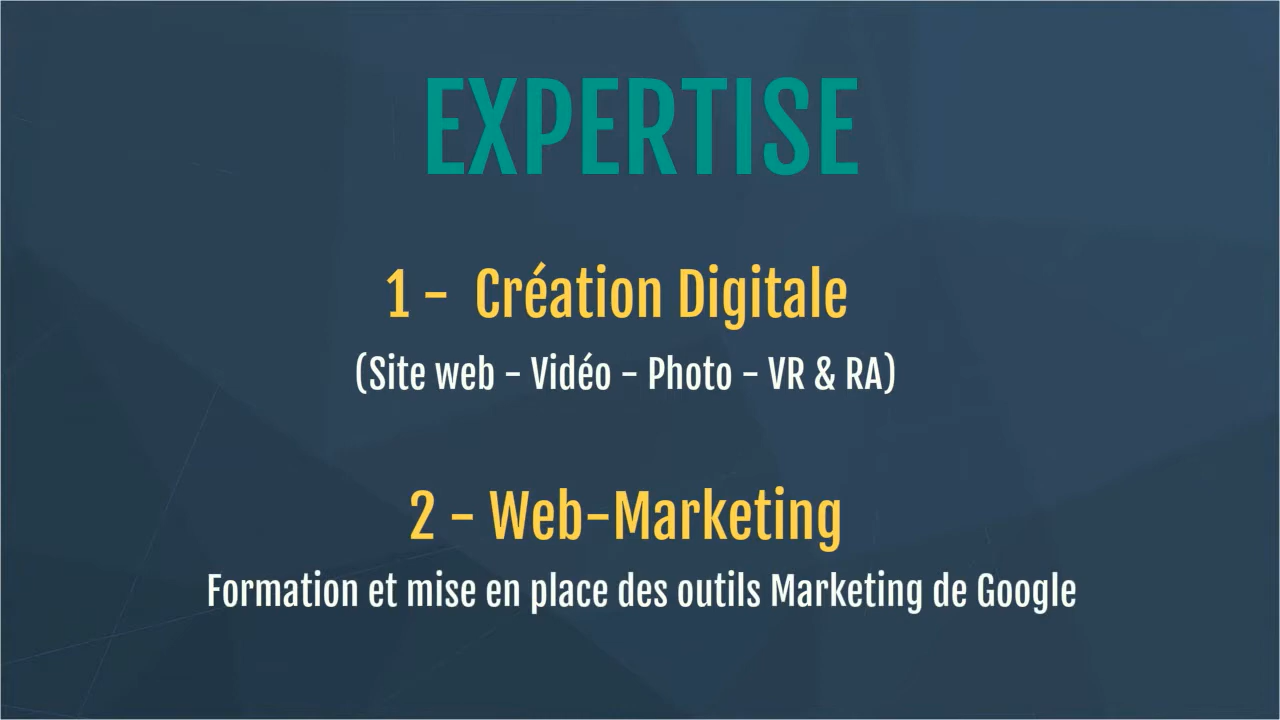 EXPERTISE
1 - Création Digitale
(Site web - Vidéo - Photo - VR & RA)
2 - Web-Marketing
Formation et mise en place des outils Marketing de Google